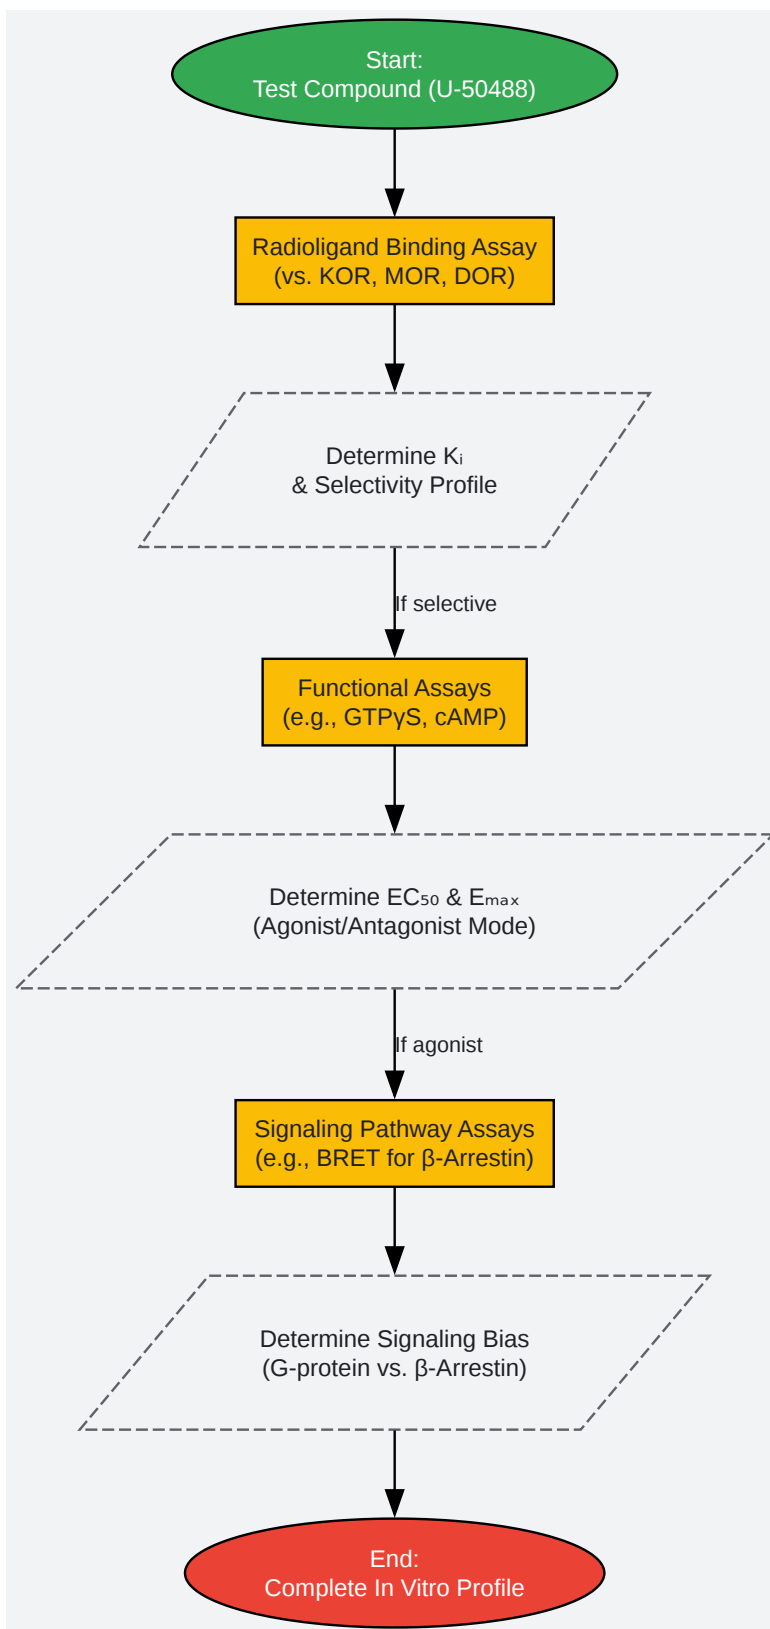 Start:
Test Compound (U-50488)
Radioligand Binding Assay
(vs. KOR, MOR, DOR)
Determine Kᵢ
& Selectivity Profile
If selective
Functional Assays
(e.g., GTPγS, cAMP)
Determine EC₅₀ & Eₘₐₓ
(Agonist/Antagonist Mode)
If agonist
Signaling Pathway Assays
(e.g., BRET for β-Arrestin)
Determine Signaling Bias
(G-protein vs. β-Arrestin)
End:
Complete In Vitro Profile